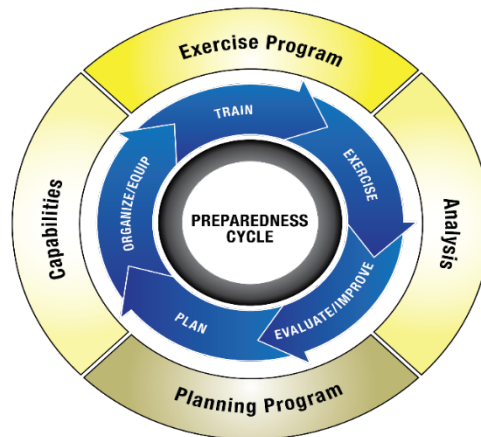 Exercise Program
TRAIN
EXERCISE
Analysis
EVALUATE/IMPROVE
PLAN
ORGANIZE/EQUIP
Capabilities
PREPAREDNESS
CYCLE
Planning Program